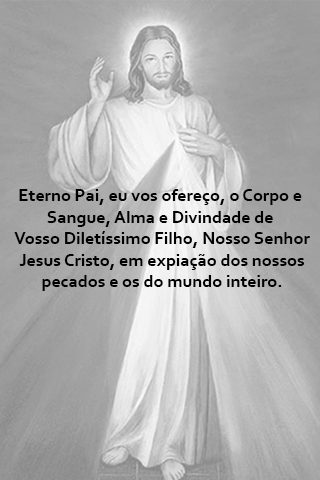 Eterno Pai, eu vos ofereço, o Corpo e
Sangue, Alma e Divindade de
Vosso Diletíssimo Filho, Nosso Senhor
Jesus Cristo, em expiação dos nossos
pecados e os do mundo inteiro.